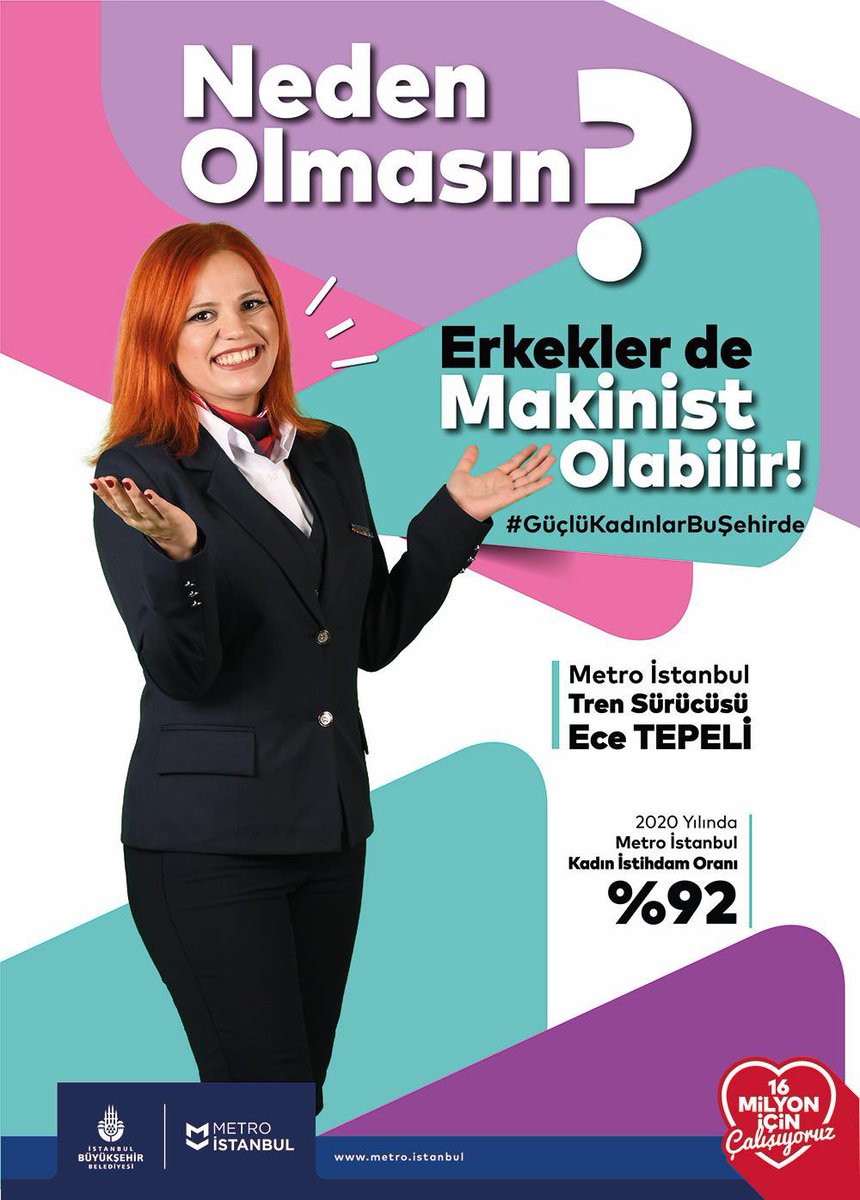 Neden
Olmasın?
Erkekler de
Makinist
Olabilir!
#GüçlüKadınlarBuŞehirde
Metro İstanbul
Tren Sürücüsü
Ece TEPELİ
2020 Yılında
Metro İstanbul
Kadın İstihdam Oranı
%92
İSTANBUL
BÜYÜKŞEHİR
BELEDİYESİ
METRO
İSTANBUL
www.metro.istanbul
16
MİLYON
İÇİN
Çalışıyoruz